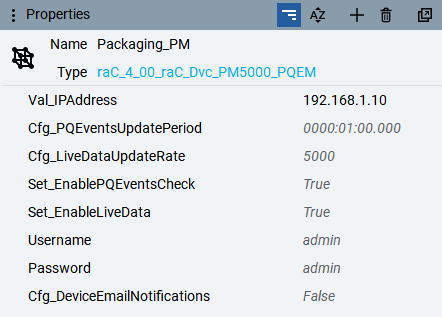 Properties
Name Packaging_PM
Type raC_4_00_raC_Dvc_PM5000_PQEM
Val_IPAddress 192.168.1.10
Cfg_PQEventsUpdatePeriod 0000:01:00.000
Cfg_LiveDataUpdateRate 5000
Set_EnablePQEventsCheck True
Set_EnableLiveData True
Username admin
Password admin
Cfg_DeviceEmailNotifications False